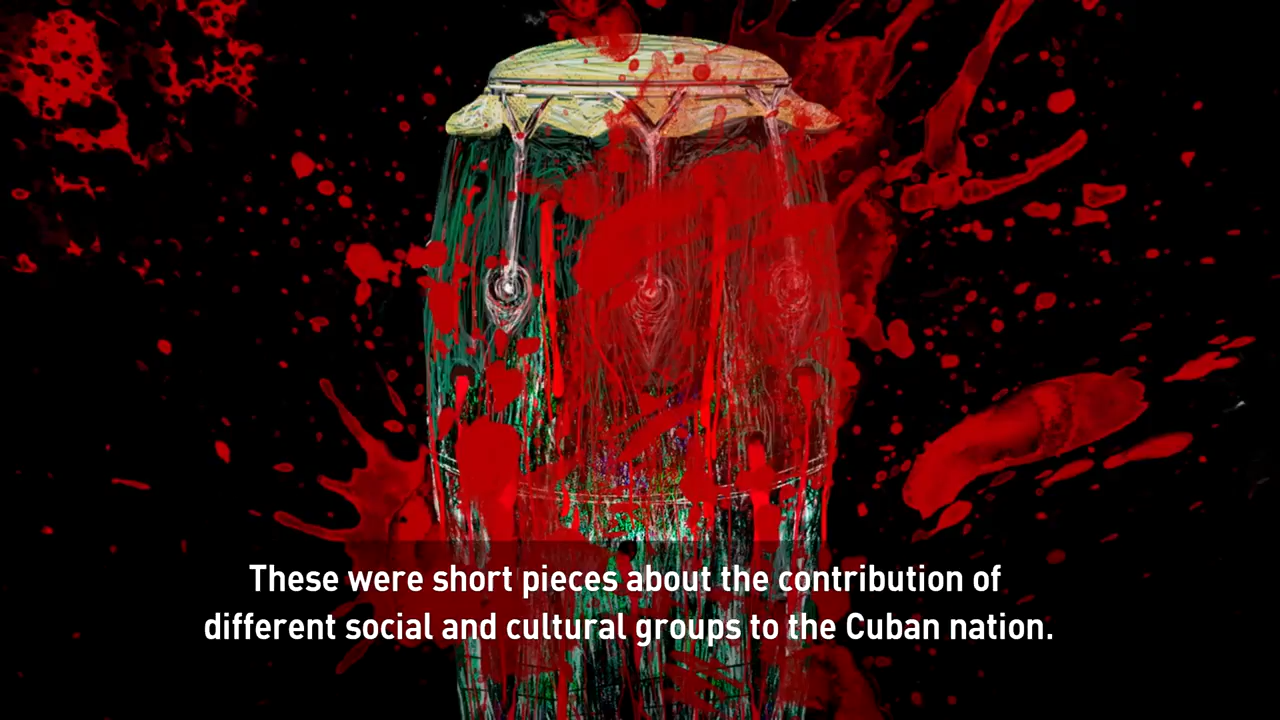 These were short pieces about the contribution of
different social and cultural groups to the Cuban nation.